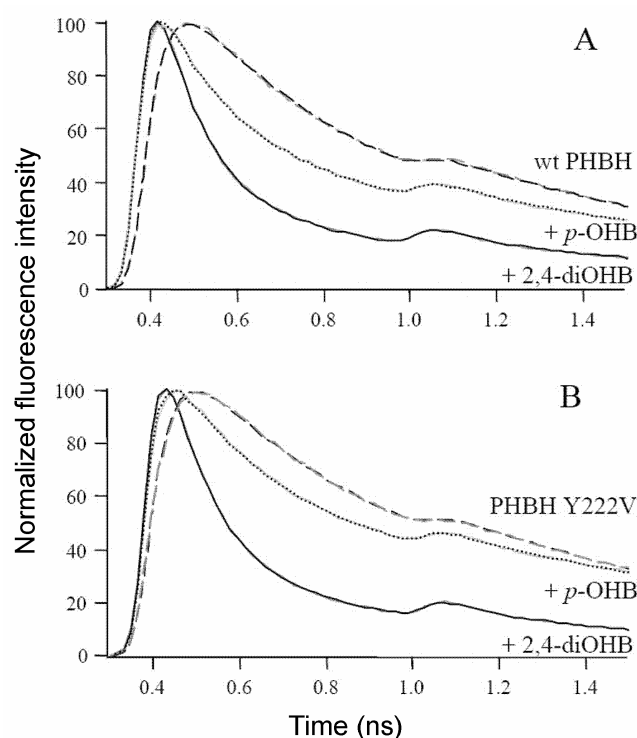 A
100
80
60
40
20
0
wt PHBH
+ p-OHB
+ 2,4-diOHB
0.4 0.6 0.8 1.0 1.2 1.4
Normalized fluorescence intensity
B
100
80
60
40
20
0
PHBH Y222V
+ p-OHB
+ 2,4-diOHB
0.4 0.6 0.8 1.0 1.2 1.4
Time (ns)